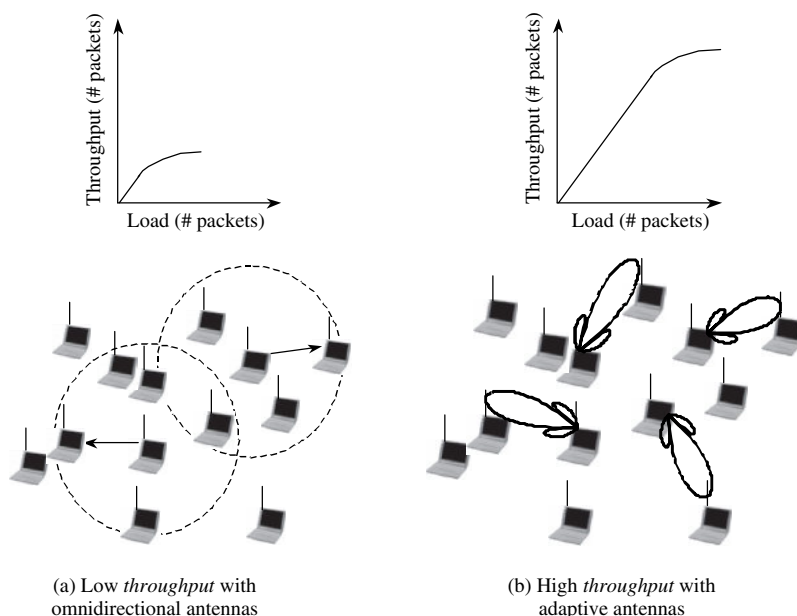 Throughput (# packets)
Load (# packets)
Throughput (# packets)
Load (# packets)
(a) Low throughput with
omnidirectional antennas
(b) High throughput with
adaptive antennas